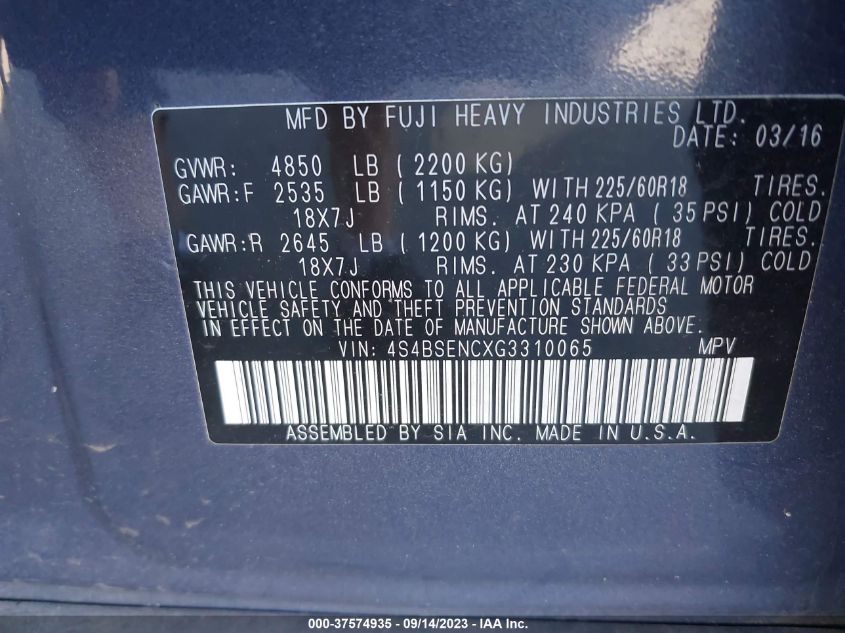 MFD BY FUJI HEAVY INDUSTRIES LTD.
DATE: 03/16
GVWR: 4850 LB ( 2200 KG)
GAWR:F 2535 LB ( 1150 KG) WITH 225/60R18 TIRES.
18X7J RIMS. AT 240 KPA ( 35 PSI) COLD
GAWR:R 2645 LB ( 1200 KG) WITH 225/60R18 TIRES.
18X7J RIMS. AT 230 KPA ( 33 PSI) COLD
THIS VEHICLE CONFORMS TO ALL APPLICABLE FEDERAL MOTOR
VEHICLE SAFETY AND THEFT PREVENTION STANDARDS
IN EFFECT ON THE DATE OF MANUFACTURE SHOWN ABOVE.
VIN: 4S4BSENCXG3310065 MPV
ASSEMBLED BY SIA INC. MADE IN U.S.A.
000-37574935 - 09/14/2023 - IAA Inc.